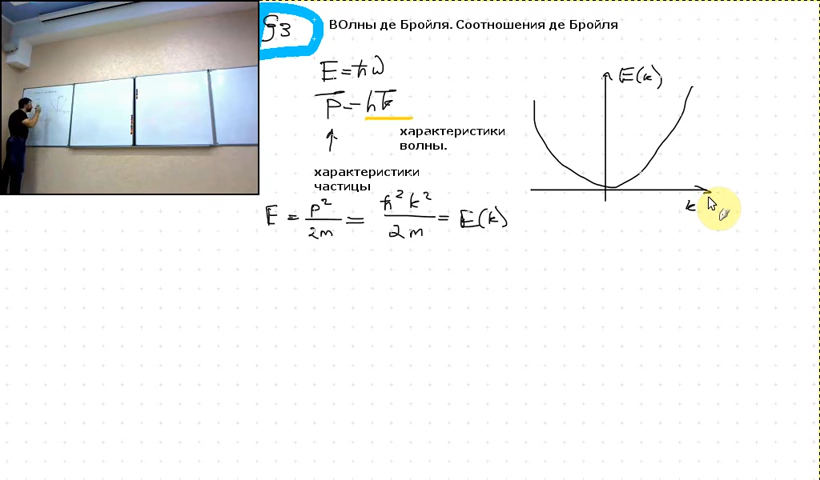 §3 ВОлны де Бройля. Соотношения де Бройля
E = ħω
p = ħk
характеристики
волны.
характеристики
частицы
E = p²/2m = ħ²k²/2m = E(k)
E(k)
k